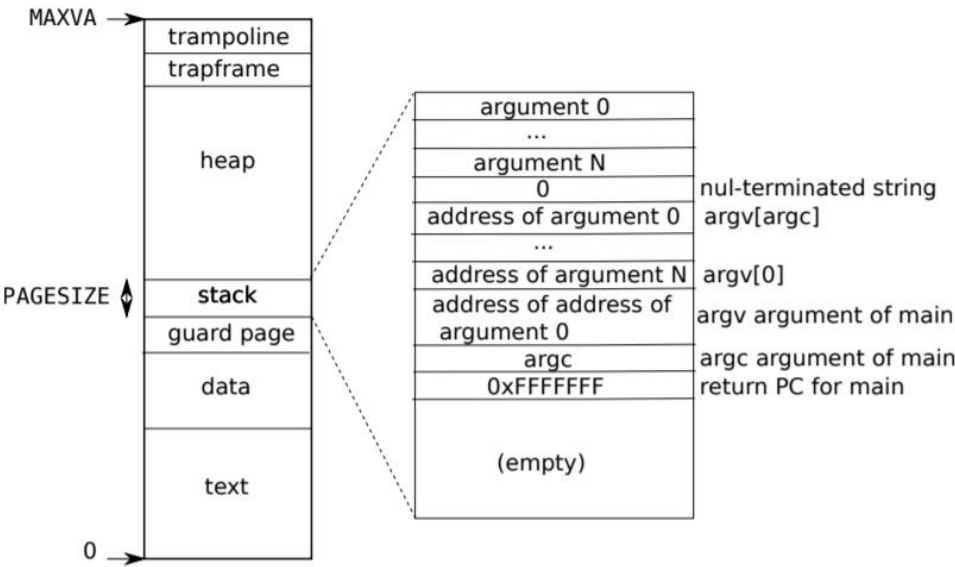 MAXVA
trampoline
trapframe
heap
PAGESIZE
stack
guard page
data
text
0
argument 0
...
argument N
0 nul-terminated string
address of argument 0 argv[argc]
...
address of argument N argv[0]
address of address of
argument 0
argv argument of main
argc argc argument of main
0xFFFFFFF return PC for main
(empty)